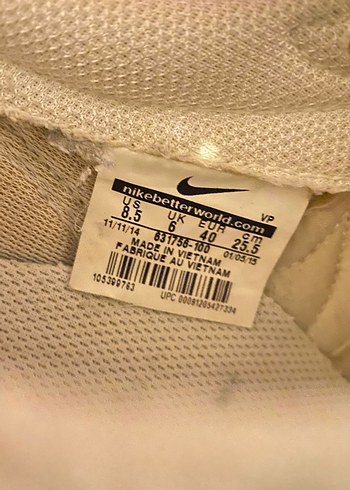 nikebetterworld.com
VP
US UK EUR cm
8.5 6 40 25.5
11/11/14 631756-100 01/05/15
MADE IN VIETNAM
FABRIQUE AU VIETNAM
105399763
UPC 00091205427334